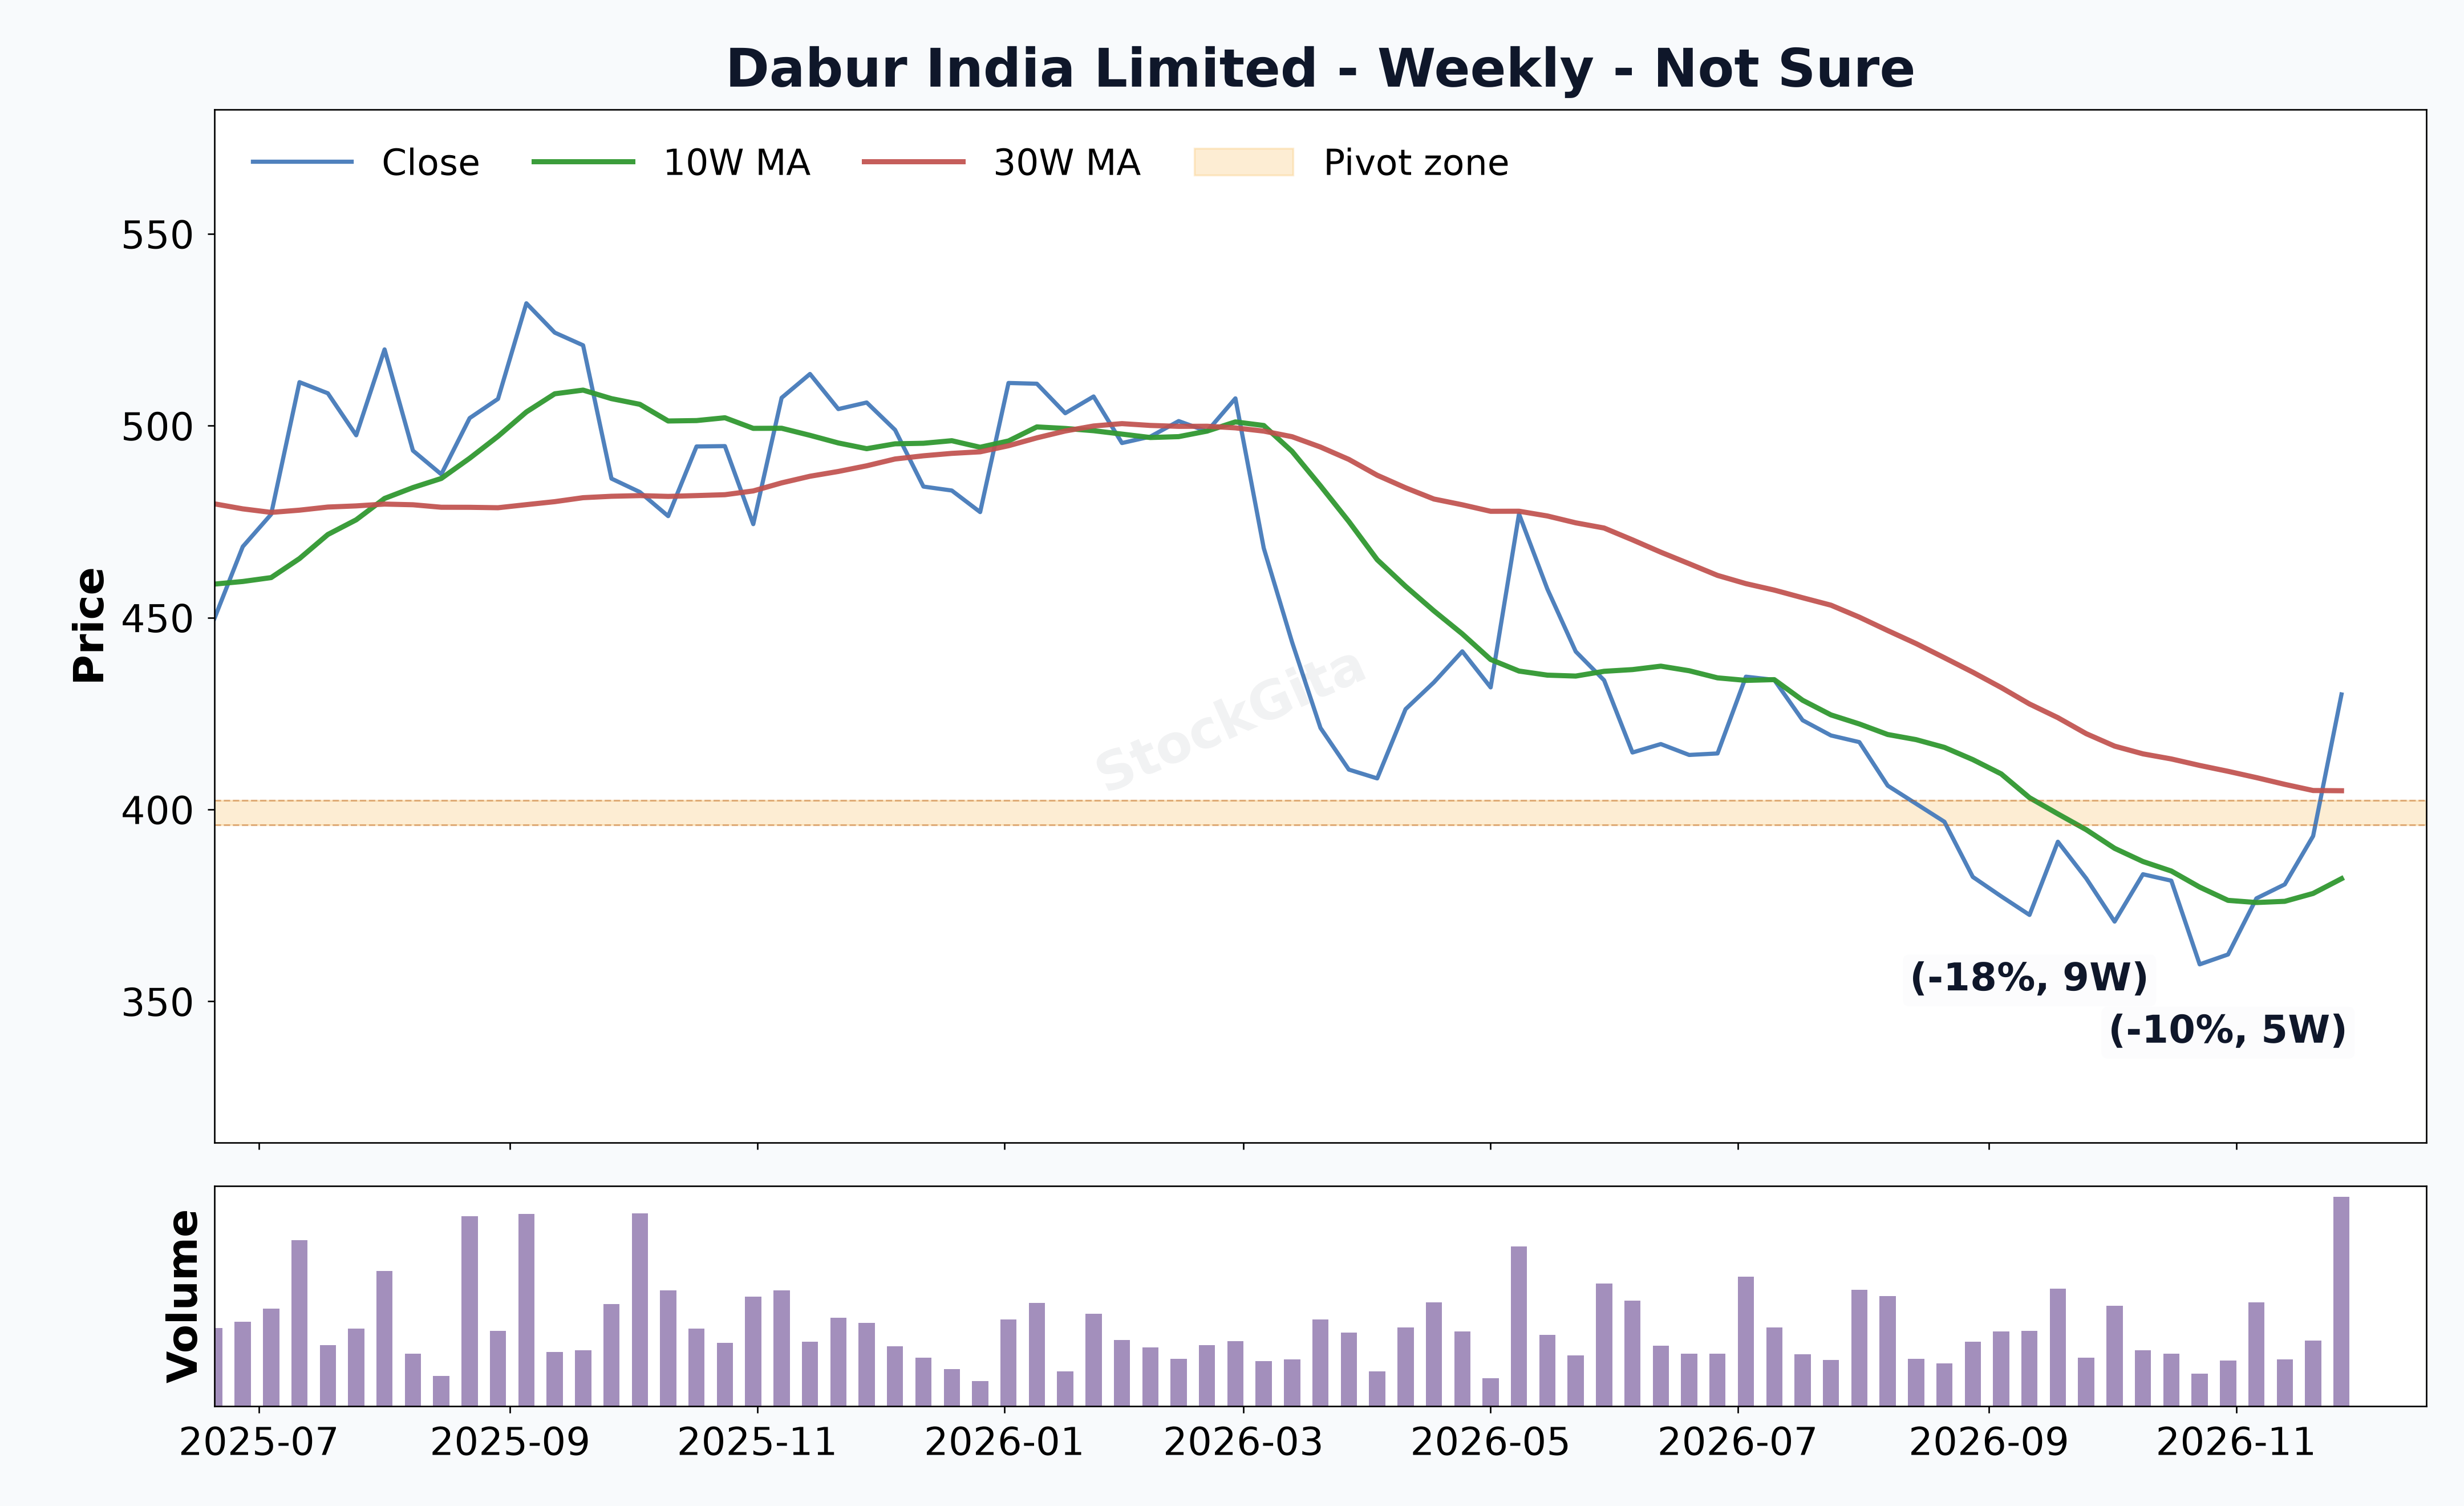 Dabur India Limited - Weekly - Not Sure
Close 10W MA 30W MA Pivot zone
Price
550
500
450
400
350
StockGita
(-18%, 9W)
(-10%, 5W)
Volume
2025-07 2025-09 2025-11 2026-01 2026-03 2026-05 2026-07 2026-09 2026-11